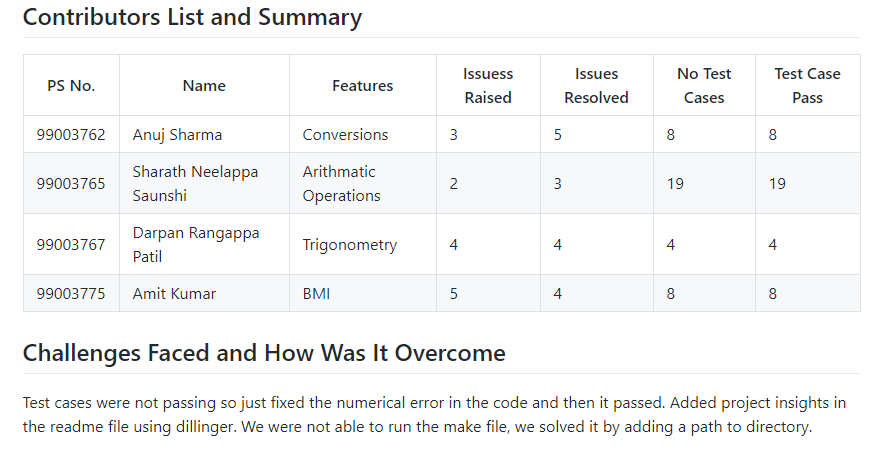 Contributors List and Summary
PS No. Name Features Issuess Raised Issues Resolved No Test Cases Test Case Pass
99003762 Anuj Sharma Conversions 3 5 8 8
99003765 Sharath Neelappa Saunshi Arithmatic Operations 2 3 19 19
99003767 Darpan Rangappa Patil Trigonometry 4 4 4 4
99003775 Amit Kumar BMI 5 4 8 8
Challenges Faced and How Was It Overcome
Test cases were not passing so just fixed the numerical error in the code and then it passed. Added project insights in
the readme file using dillinger. We were not able to run the make file, we solved it by adding a path to directory.